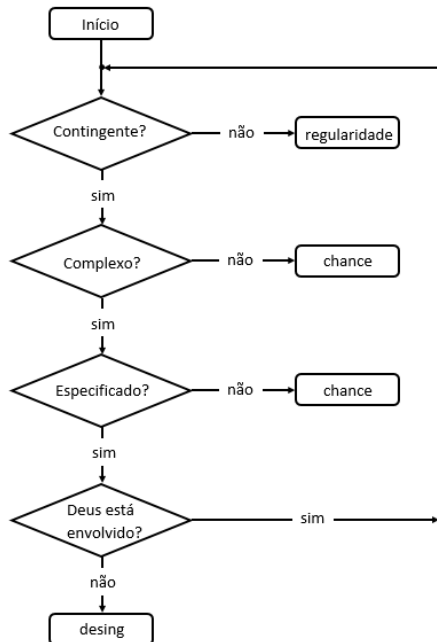 Início
Contingente?
não
regularidade
sim
Complexo?
não
chance
sim
Especificado?
não
chance
sim
Deus está
envolvido?
sim
não
desing